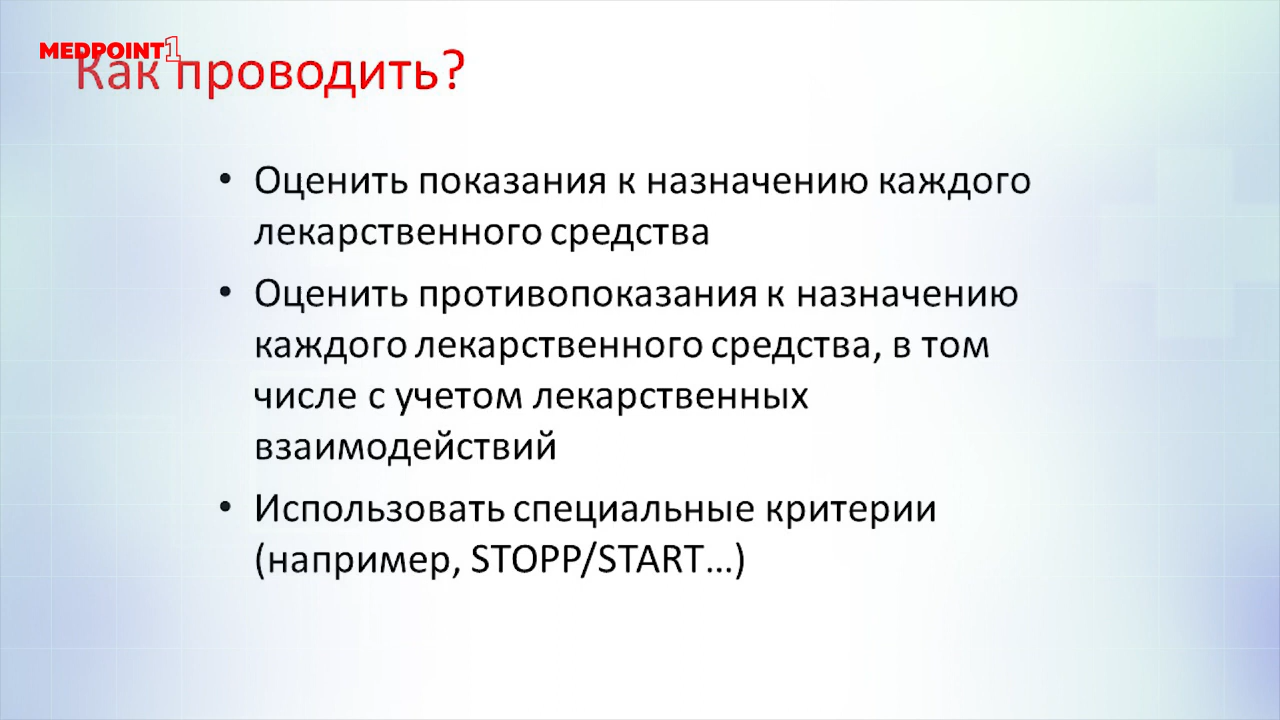 MEDPOINT1
Как проводить?
• Оценить показания к назначению каждого
лекарственного средства
• Оценить противопоказания к назначению
каждого лекарственного средства, в том
числе с учетом лекарственных
взаимодействий
• Использовать специальные критерии
(например, STOPP/START...)